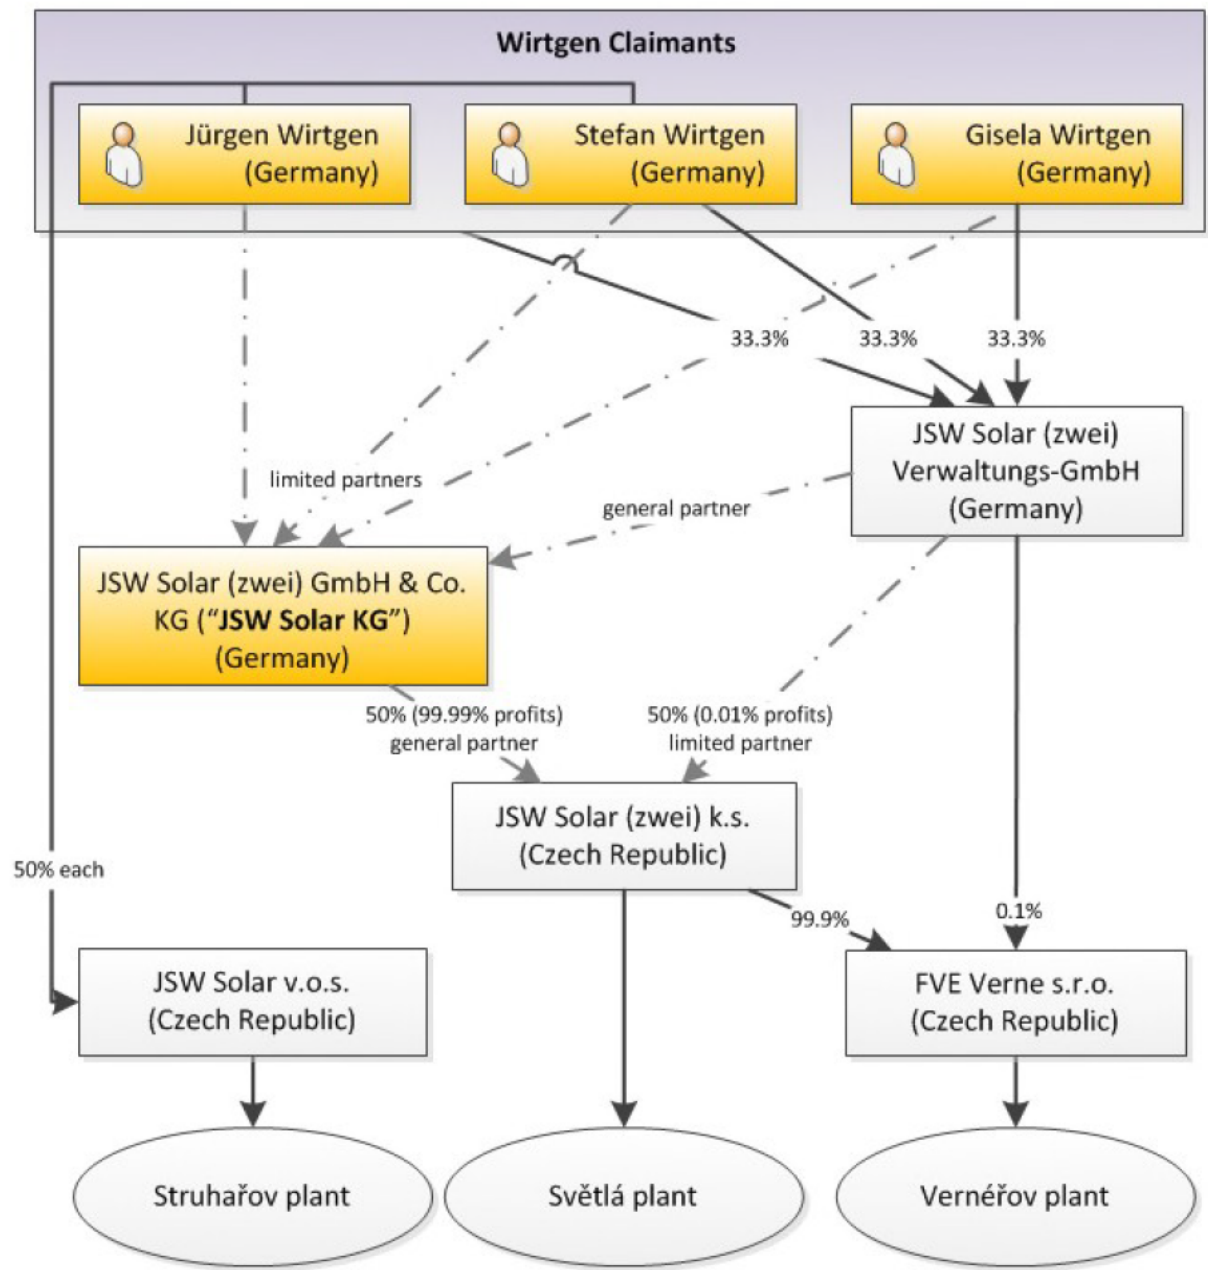 Wirtgen Claimants
Jürgen Wirtgen
(Germany)
Stefan Wirtgen
(Germany)
Gisela Wirtgen
(Germany)
33.3%
33.3%
33.3%
JSW Solar (zwei)
Verwaltungs-GmbH
(Germany)
limited partners
general partner
JSW Solar (zwei) GmbH & Co.
KG (“JSW Solar KG”)
(Germany)
50% (99.99% profits)
general partner
50% (0.01% profits)
limited partner
JSW Solar (zwei) k.s.
(Czech Republic)
50% each
99.9%
0.1%
JSW Solar v.o.s.
(Czech Republic)
FVE Verne s.r.o.
(Czech Republic)
Struhařov plant
Světlá plant
Vernéřov plant